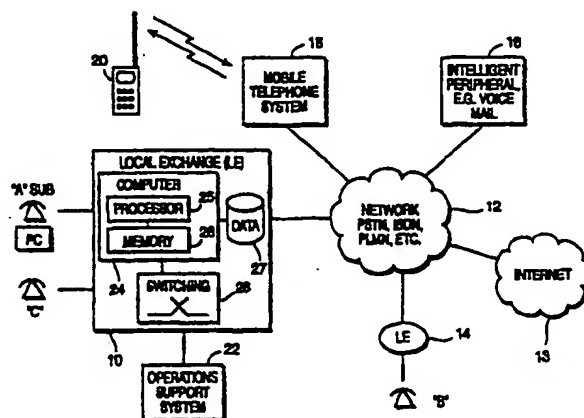 20
15
MOBILE
TELEPHONE
SYSTEM
16
INTELLIGENT
PERIPHERAL,
E.G. VOICE
MAIL
LOCAL EXCHANGE (LE)
COMPUTER
PROCESSOR
25
MEMORY
26
24
DATA
27
SWITCHING
28
"A" SUB
PC
"C"
10
22
OPERATIONS
SUPPORT
SYSTEM
NETWORK
PSTN, ISDN,
PLMN, ETC.
12
INTERNET
13
LE
14
"B"